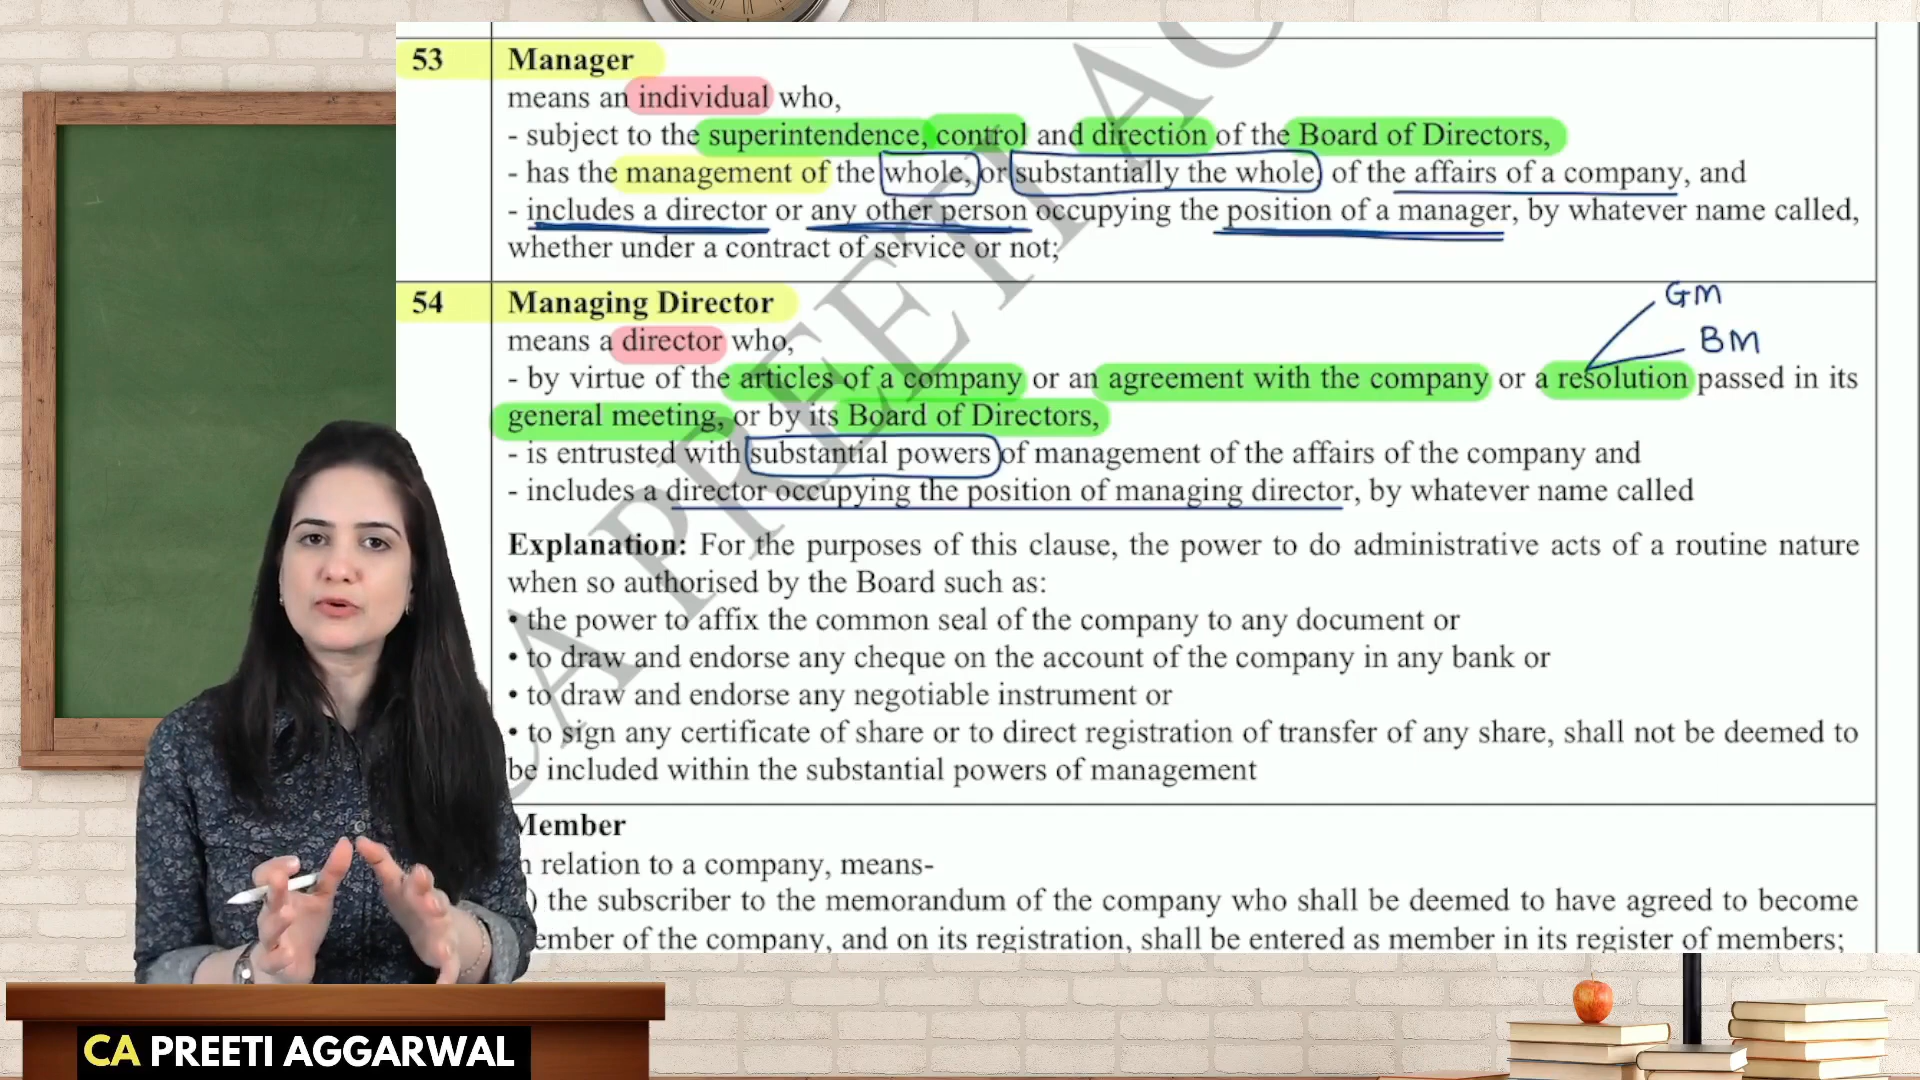 53 Manager
means an individual who,
- subject to the superintendence, control and direction of the Board of Directors,
- has the management of the whole, or substantially the whole of the affairs of a company, and
- includes a director or any other person occupying the position of a manager, by whatever name called,
whether under a contract of service or not;
54 Managing Director
GM
means a director who,
BM
- by virtue of the articles of a company or an agreement with the company or a resolution passed in its
general meeting, or by its Board of Directors,
- is entrusted with substantial powers of management of the affairs of the company and
- includes a director occupying the position of managing director, by whatever name called
Explanation: For the purposes of this clause, the power to do administrative acts of a routine nature
when so authorised by the Board such as:
• the power to affix the common seal of the company to any document or
• to draw and endorse any cheque on the account of the company in any bank or
• to draw and endorse any negotiable instrument or
• to sign any certificate of share or to direct registration of transfer of any share, shall not be deemed to
be included within the substantial powers of management
Member
relation to a company, means-
) the subscriber to the memorandum of the company who shall be deemed to have agreed to become
ember of the company, and on its registration, shall be entered as member in its register of members;
CA PREETI AG
CA PREETI AGGARWAL